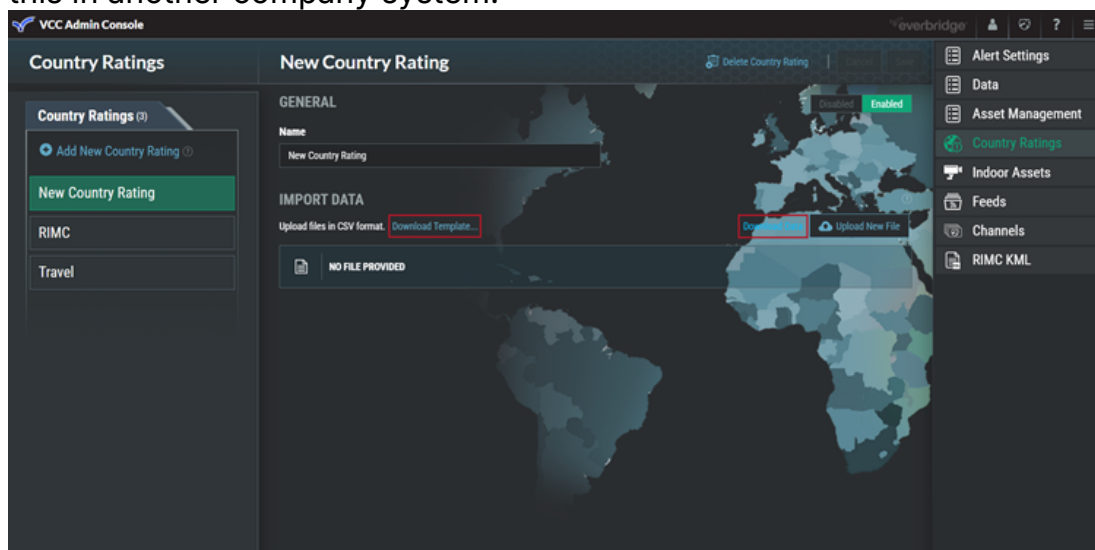 this in another company system.
VCC Admin Console
everbridge
?
Country Ratings
New Country Rating
Delete Country Rating
Cancel
Save
Country Ratings (3)
Add New Country Rating
New Country Rating
RIMC
Travel
GENERAL
Disabled Enabled
Name
New Country Rating
IMPORT DATA
Upload files in CSV format. Download Template...
Upload New File
NO FILE PROVIDED
Alert Settings
Data
Asset Management
Country Ratings
Indoor Assets
Feeds
Channels
RIMC KML